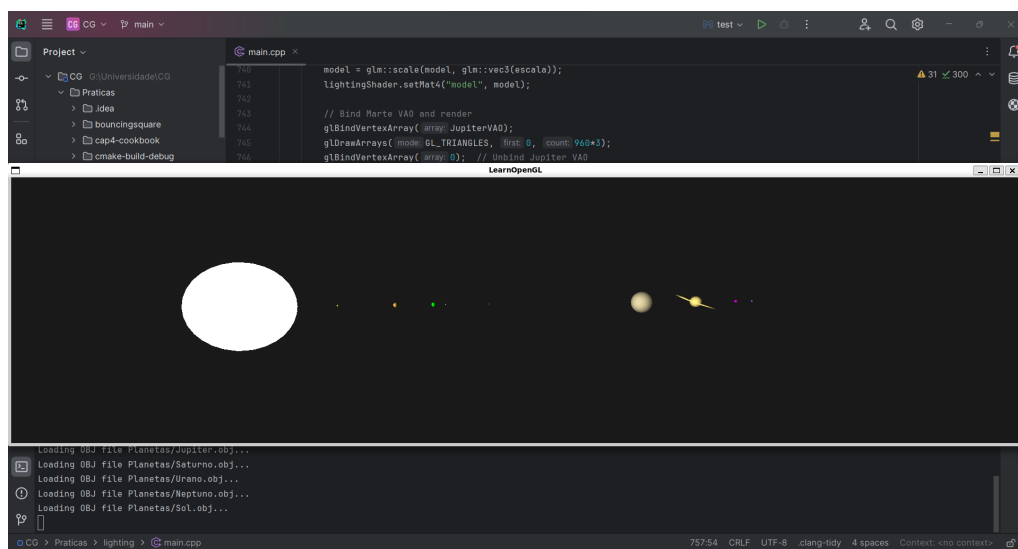 CG CG main test
Project main.cpp
CG G:\Universidade\CG
Praticas
.idea
bouncingsquare
cap4-cookbook
cmake-build-debug
740 model = glm::scale(model, glm::vec3(escala));
741 lightingShader.setMat4("model", model);
742
743 // Bind Marte VAO and render
744 glBindVertexArray( array: JupiterVAO);
745 glDrawArrays( mode: GL_TRIANGLES, first: 0, count: 960*3);
746 glBindVertexArray( array: 0); // Unbind Jupiter VAO
31 300
LearnOpenGL
Loading OBJ file Planetas/Jupiter.obj...
Loading OBJ file Planetas/Saturno.obj...
Loading OBJ file Planetas/Urano.obj...
Loading OBJ file Planetas/Neptuno.obj...
Loading OBJ file Planetas/Sol.obj...
CG > Praticas > lighting > main.cpp 757:54 CRLF UTF-8 .clang-tidy 4 spaces Context: <no context>